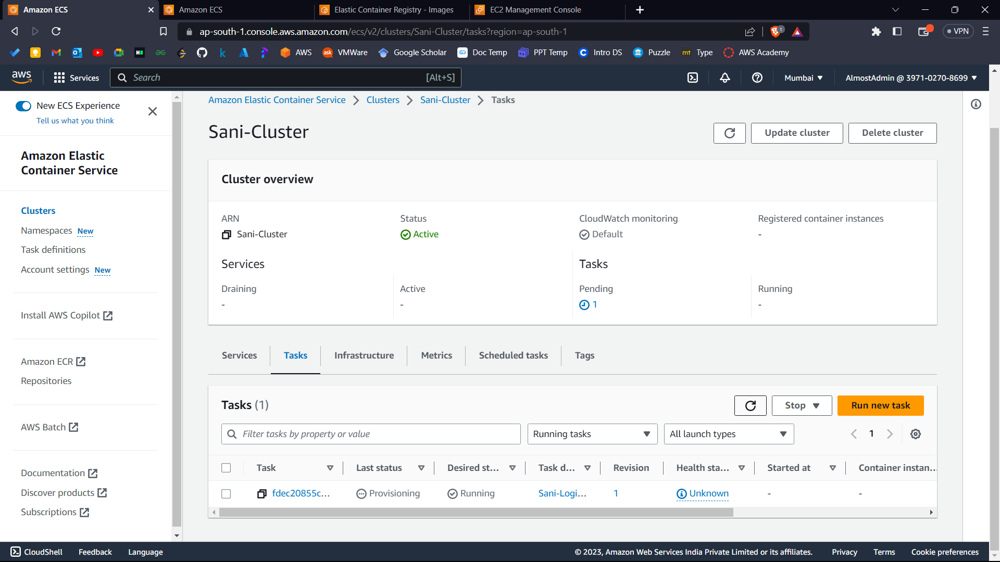 Amazon ECS
Amazon ECS
Elastic Container Registry - Images
EC2 Management Console
ap-south-1.console.aws.amazon.com/ecs/v2/clusters/Sani-Cluster/tasks?region=ap-south-1
1
VPN
AWS
VMWare
Google Scholar
Doc Temp
PPT Temp
Intro DS
Puzzle
mt Type
AWS Academy
aws
Services
Search [Alt+S]
Mumbai
AlmostAdmin @ 3971-0270-8699
New ECS Experience
Tell us what you think
Amazon Elastic
Container Service
Clusters
Namespaces New
Task definitions
Account settings New
Install AWS Copilot
Amazon ECR
Repositories
AWS Batch
Documentation
Discover products
Subscriptions
Amazon Elastic Container Service > Clusters > Sani-Cluster > Tasks
Sani-Cluster
Update cluster
Delete cluster
Cluster overview
ARN
Sani-Cluster
Status
Active
CloudWatch monitoring
Default
Registered container instances
-
Services
Draining
-
Active
-
Tasks
Pending
1
Running
-
Services
Tasks
Infrastructure
Metrics
Scheduled tasks
Tags
Tasks (1)
Stop
Run new task
Filter tasks by property or value
Running tasks
All launch types
1
Task Last status Desired st... Task d... Revision Health sta... Started at Container instan...
fdec20855c... Provisioning Running Sani-Logi... 1 Unknown - -
CloudShell Feedback Language
© 2023, Amazon Web Services India Private Limited or its affiliates. Privacy Terms Cookie preferences